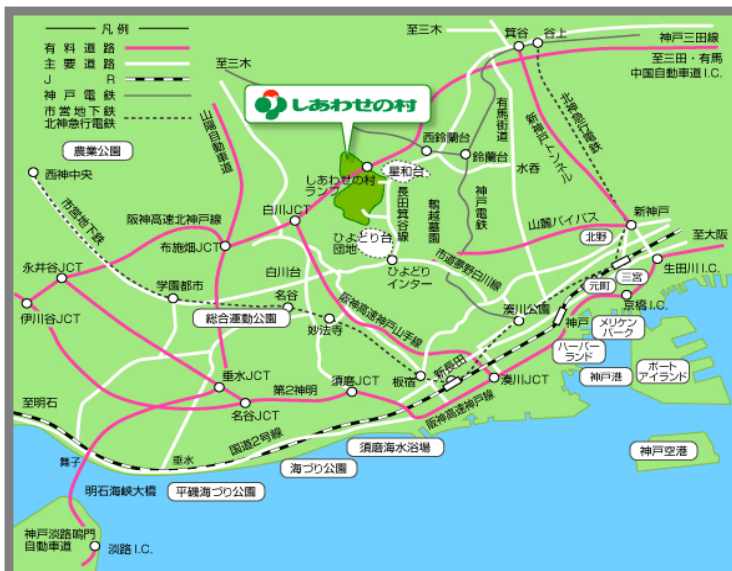 凡例
有料道路
主要道路
JR
神戸電鉄
市営地下鉄
北神急行電鉄
至三木
至三木
箕谷
谷上
神戸三田線
至三田・有馬
中国自動車道I.C.
しあわせの村
山陽自動車道
有馬街道
新神戸トンネル
北神急行電鉄
農業公園
西神中央
市営地下鉄
西鈴蘭台
鈴蘭台
水呑
星和台
しあわせの村
ランプ
長田箕谷線
鵯越墓園
神戸電鉄
山麓バイパス
新神戸
北野
至大阪
阪神高速北神戸線
白川JCT
布施畑JCT
ひよどり台
団地
ひよどり
インター
市道夢野白川線
永井谷JCT
学園都市
白川台
名谷
生田川I.C.
三宮
元町
京橋I.C.
伊川谷JCT
総合運動公園
妙法寺
阪神高速神戸山手線
湊川公園
神戸
メリケン
パーク
ハーバー
ランド
ポート
アイランド
神戸港
垂水JCT
第2神明
須磨JCT
板宿
新長田
湊川JCT
名谷JCT
至明石
国道2号線
阪神高速神戸線
須磨海水浴場
海づり公園
神戸空港
舞子
垂水
明石海峡大橋
平磯海づり公園
神戸淡路鳴門
自動車道
淡路I.C.